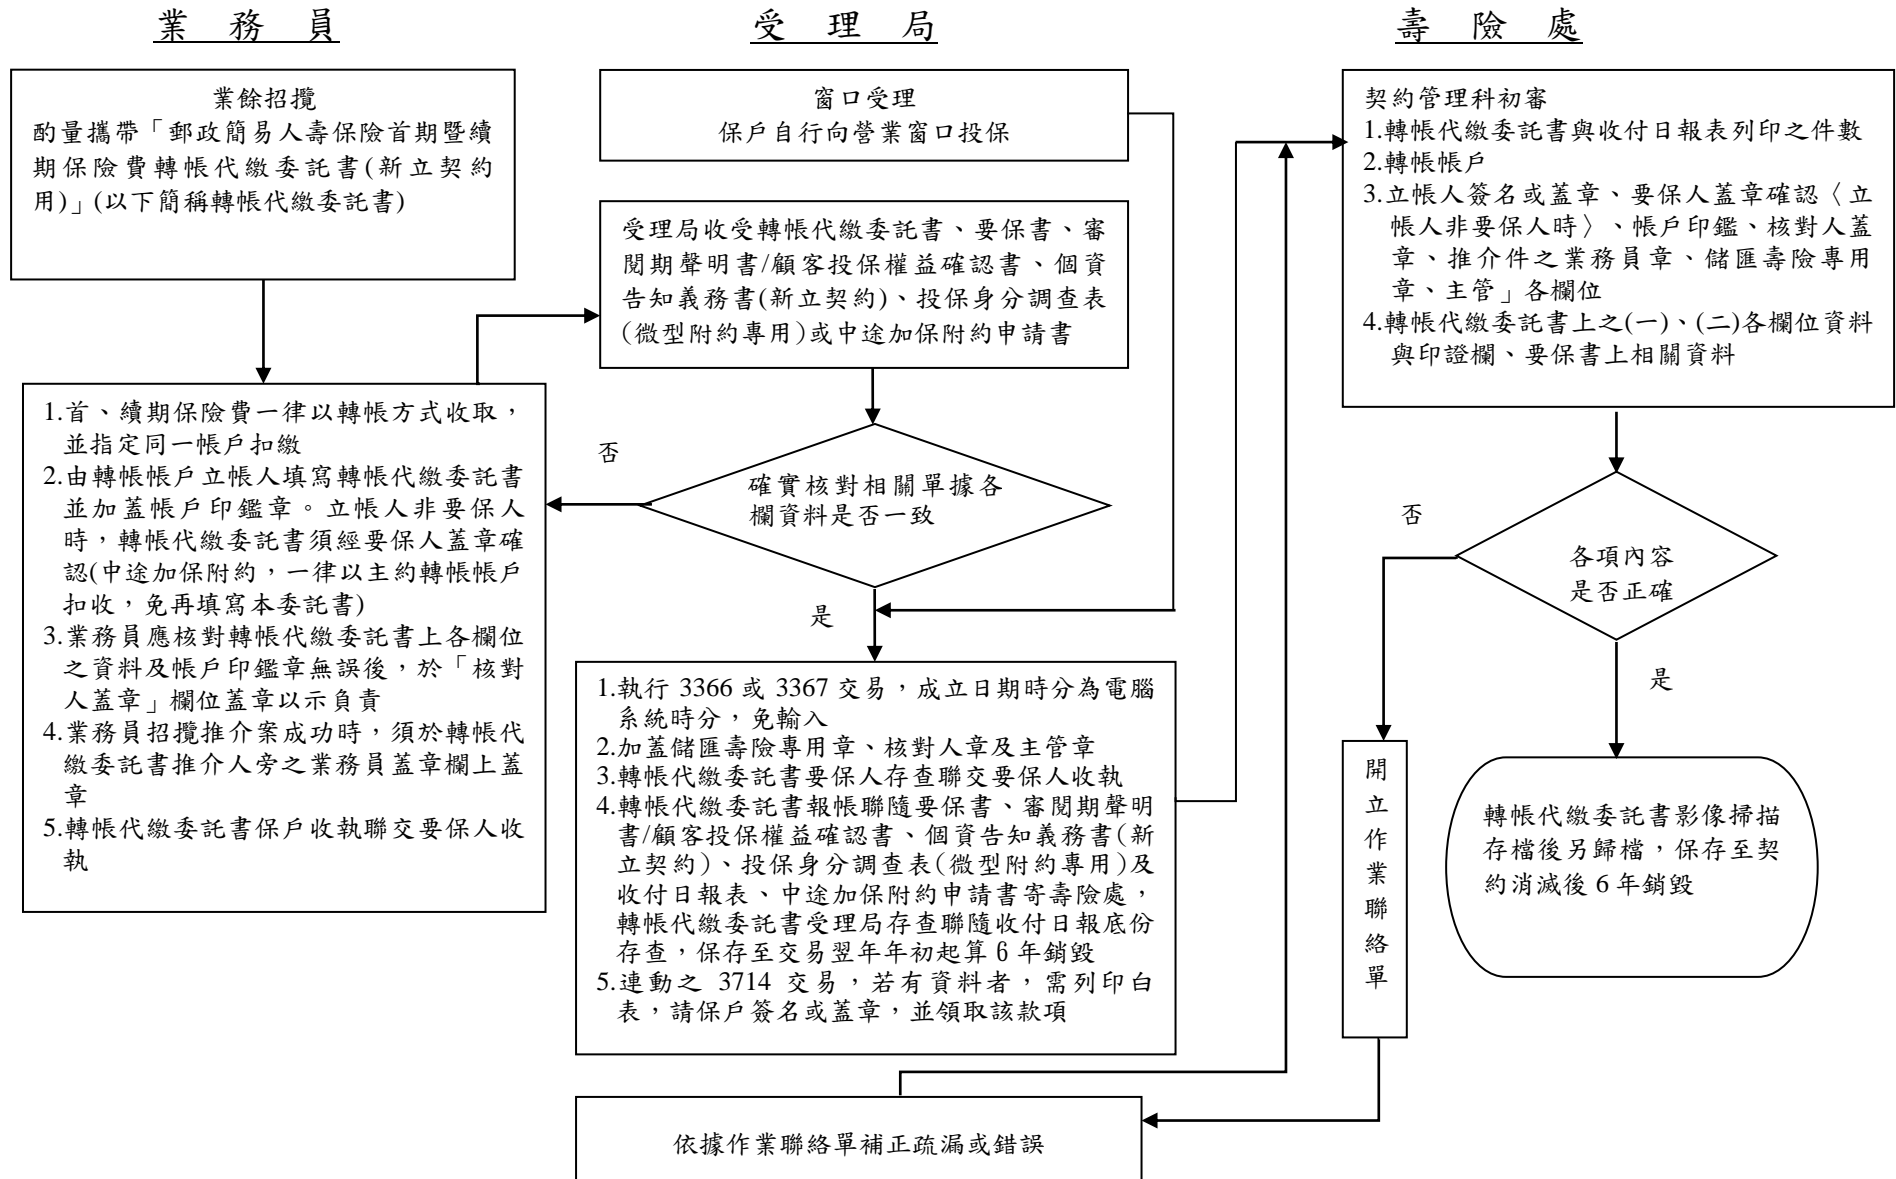 業務員
受理局
壽險處
業餘招攬
酌量攜帶「郵政簡易人壽保險首期暨續
期保險費轉帳代繳委託書(新立契約
用)」(以下簡稱轉帳代繳委託書)
1.首、續期保險費一律以轉帳方式收取，
並指定同一帳戶扣繳
2.由轉帳帳戶立帳人填寫轉帳代繳委託書
並加蓋帳戶印鑑章。立帳人非要保人
時，轉帳代繳委託書須經要保人蓋章確
認(中途加保附約，一律以主約轉帳帳戶
扣收，免再填寫本委託書)
3.業務員應核對轉帳代繳委託書上各欄位
之資料及帳戶印鑑章無誤後，於「核對
人蓋章」欄位蓋章以示負責
4.業務員招攬推介案成功時，須於轉帳代
繳委託書推介人旁之業務員蓋章欄上蓋
章
5.轉帳代繳委託書保戶收執聯交要保人收
執
窗口受理
保戶自行向營業窗口投保
受理局收受轉帳代繳委託書、要保書、審
閱期聲明書/顧客投保權益確認書、個資
告知義務書(新立契約)、投保身分調查表
(微型附約專用)或中途加保附約申請書
否
確實核對相關單據各
欄資料是否一致
是
1.執行 3366 或 3367 交易，成立日期時分為電腦
系統時分，免輸入
2.加蓋儲匯壽險專用章、核對人章及主管章
3.轉帳代繳委託書要保人存查聯交要保人收執
4.轉帳代繳委託書報帳聯隨要保書、審閱期聲明
書/顧客投保權益確認書、個資告知義務書(新
立契約)、投保身分調查表(微型附約專用)及
收付日報表、中途加保附約申請書寄壽險處，
轉帳代繳委託書受理局存查聯隨收付日報底份
存查，保存至交易翌年年初起算 6 年銷毀
5.連動之 3714 交易，若有資料者，需列印白
表，請保戶簽名或蓋章，並領取該款項
依據作業聯絡單補正疏漏或錯誤
契約管理科初審
1.轉帳代繳委託書與收付日報表列印之件數
2.轉帳帳戶
3.立帳人簽名或蓋章、要保人蓋章確認〈立
帳人非要保人時〉、帳戶印鑑、核對人蓋
章、推介件之業務員章、儲匯壽險專用
章、主管」各欄位
4.轉帳代繳委託書上之(一)、(二)各欄位資料
與印證欄、要保書上相關資料
否
各項內容
是否正確
是
開立作業聯絡單
轉帳代繳委託書影像掃描
存檔後另歸檔，保存至契
約消滅後 6 年銷毀